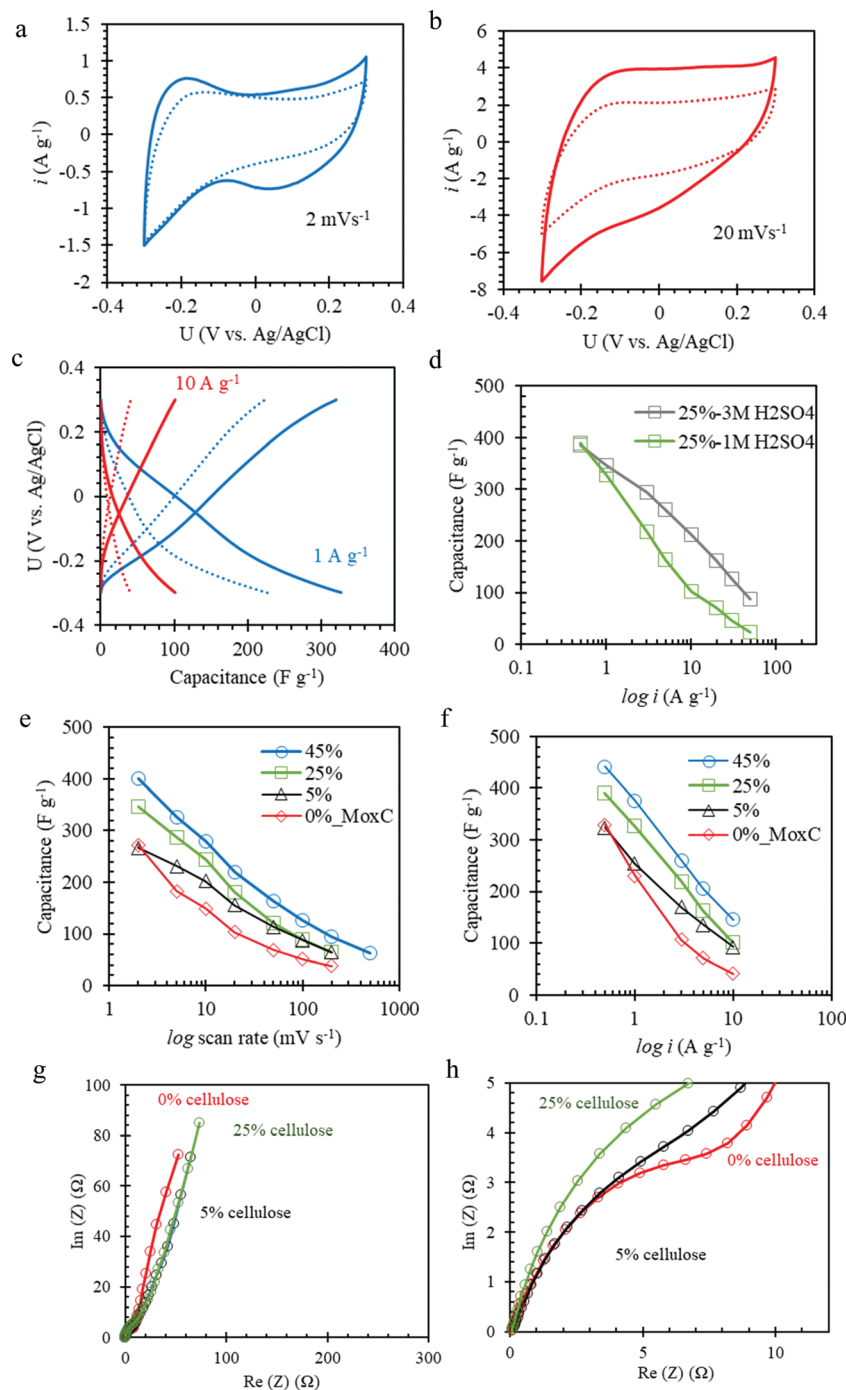 a
1.5
1
0.5
0
-0.5
-1
-1.5
-2
-0.4
-0.2
0
0.2
0.4
i (A g-1)
U (V vs. Ag/AgCl)
2 mVs-1
b
6
4
2
0
-2
-4
-6
-8
-0.4
-0.2
0
0.2
0.4
i (A g-1)
U (V vs. Ag/AgCl)
20 mVs-1
c
0.4
0.2
0
-0.2
-0.4
0
100
200
300
400
U (V vs. Ag/AgCl)
Capacitance (F g-1)
10 A g-1
1 A g-1
d
500
400
300
200
100
0
0.1
1
10
100
Capacitance (F g-1)
log i (A g-1)
25%-3M H2SO4
25%-1M H2SO4
e
500
400
300
200
100
0
1
10
100
1000
Capacitance (F g-1)
log scan rate (mV s-1)
45%
25%
5%
0%_MoxC
f
500
400
300
200
100
0
0.1
1
10
100
Capacitance (F g-1)
log i (A g-1)
45%
25%
5%
0%_MoxC
g
100
80
60
40
20
0
0
100
200
300
Im (Z) (Ω)
Re (Z) (Ω)
0% cellulose
25% cellulose
5% cellulose
h
5
4
3
2
1
0
0
5
10
Im (Z) (Ω)
Re (Z) (Ω)
25% cellulose
0% cellulose
5% cellulose